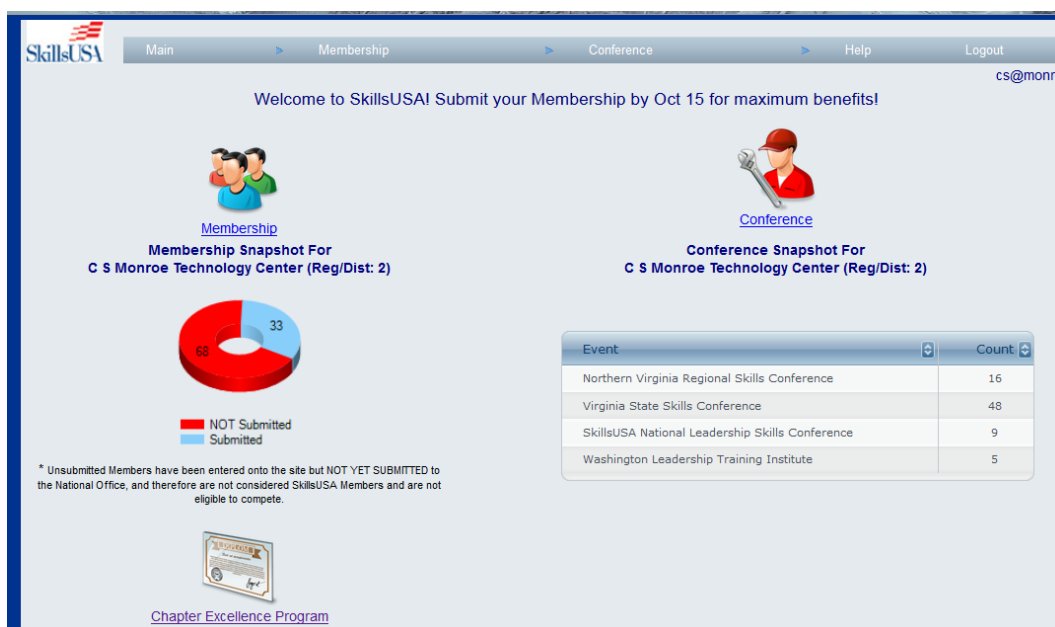 SkillsUSA
Main > Membership > Conference > Help Logout
cs@monr
Welcome to SkillsUSA! Submit your Membership by Oct 15 for maximum benefits!
Membership
Membership Snapshot For
C S Monroe Technology Center (Reg/Dist: 2)
33
68
NOT Submitted
Submitted
* Unsubmitted Members have been entered onto the site but NOT YET SUBMITTED to
the National Office, and therefore are not considered SkillsUSA Members and are not
eligible to compete.
DIPLOMA
Chapter Excellence Program
Conference
Conference Snapshot For
C S Monroe Technology Center (Reg/Dist: 2)
Event Count
Northern Virginia Regional Skills Conference 16
Virginia State Skills Conference 48
SkillsUSA National Leadership Skills Conference 9
Washington Leadership Training Institute 5